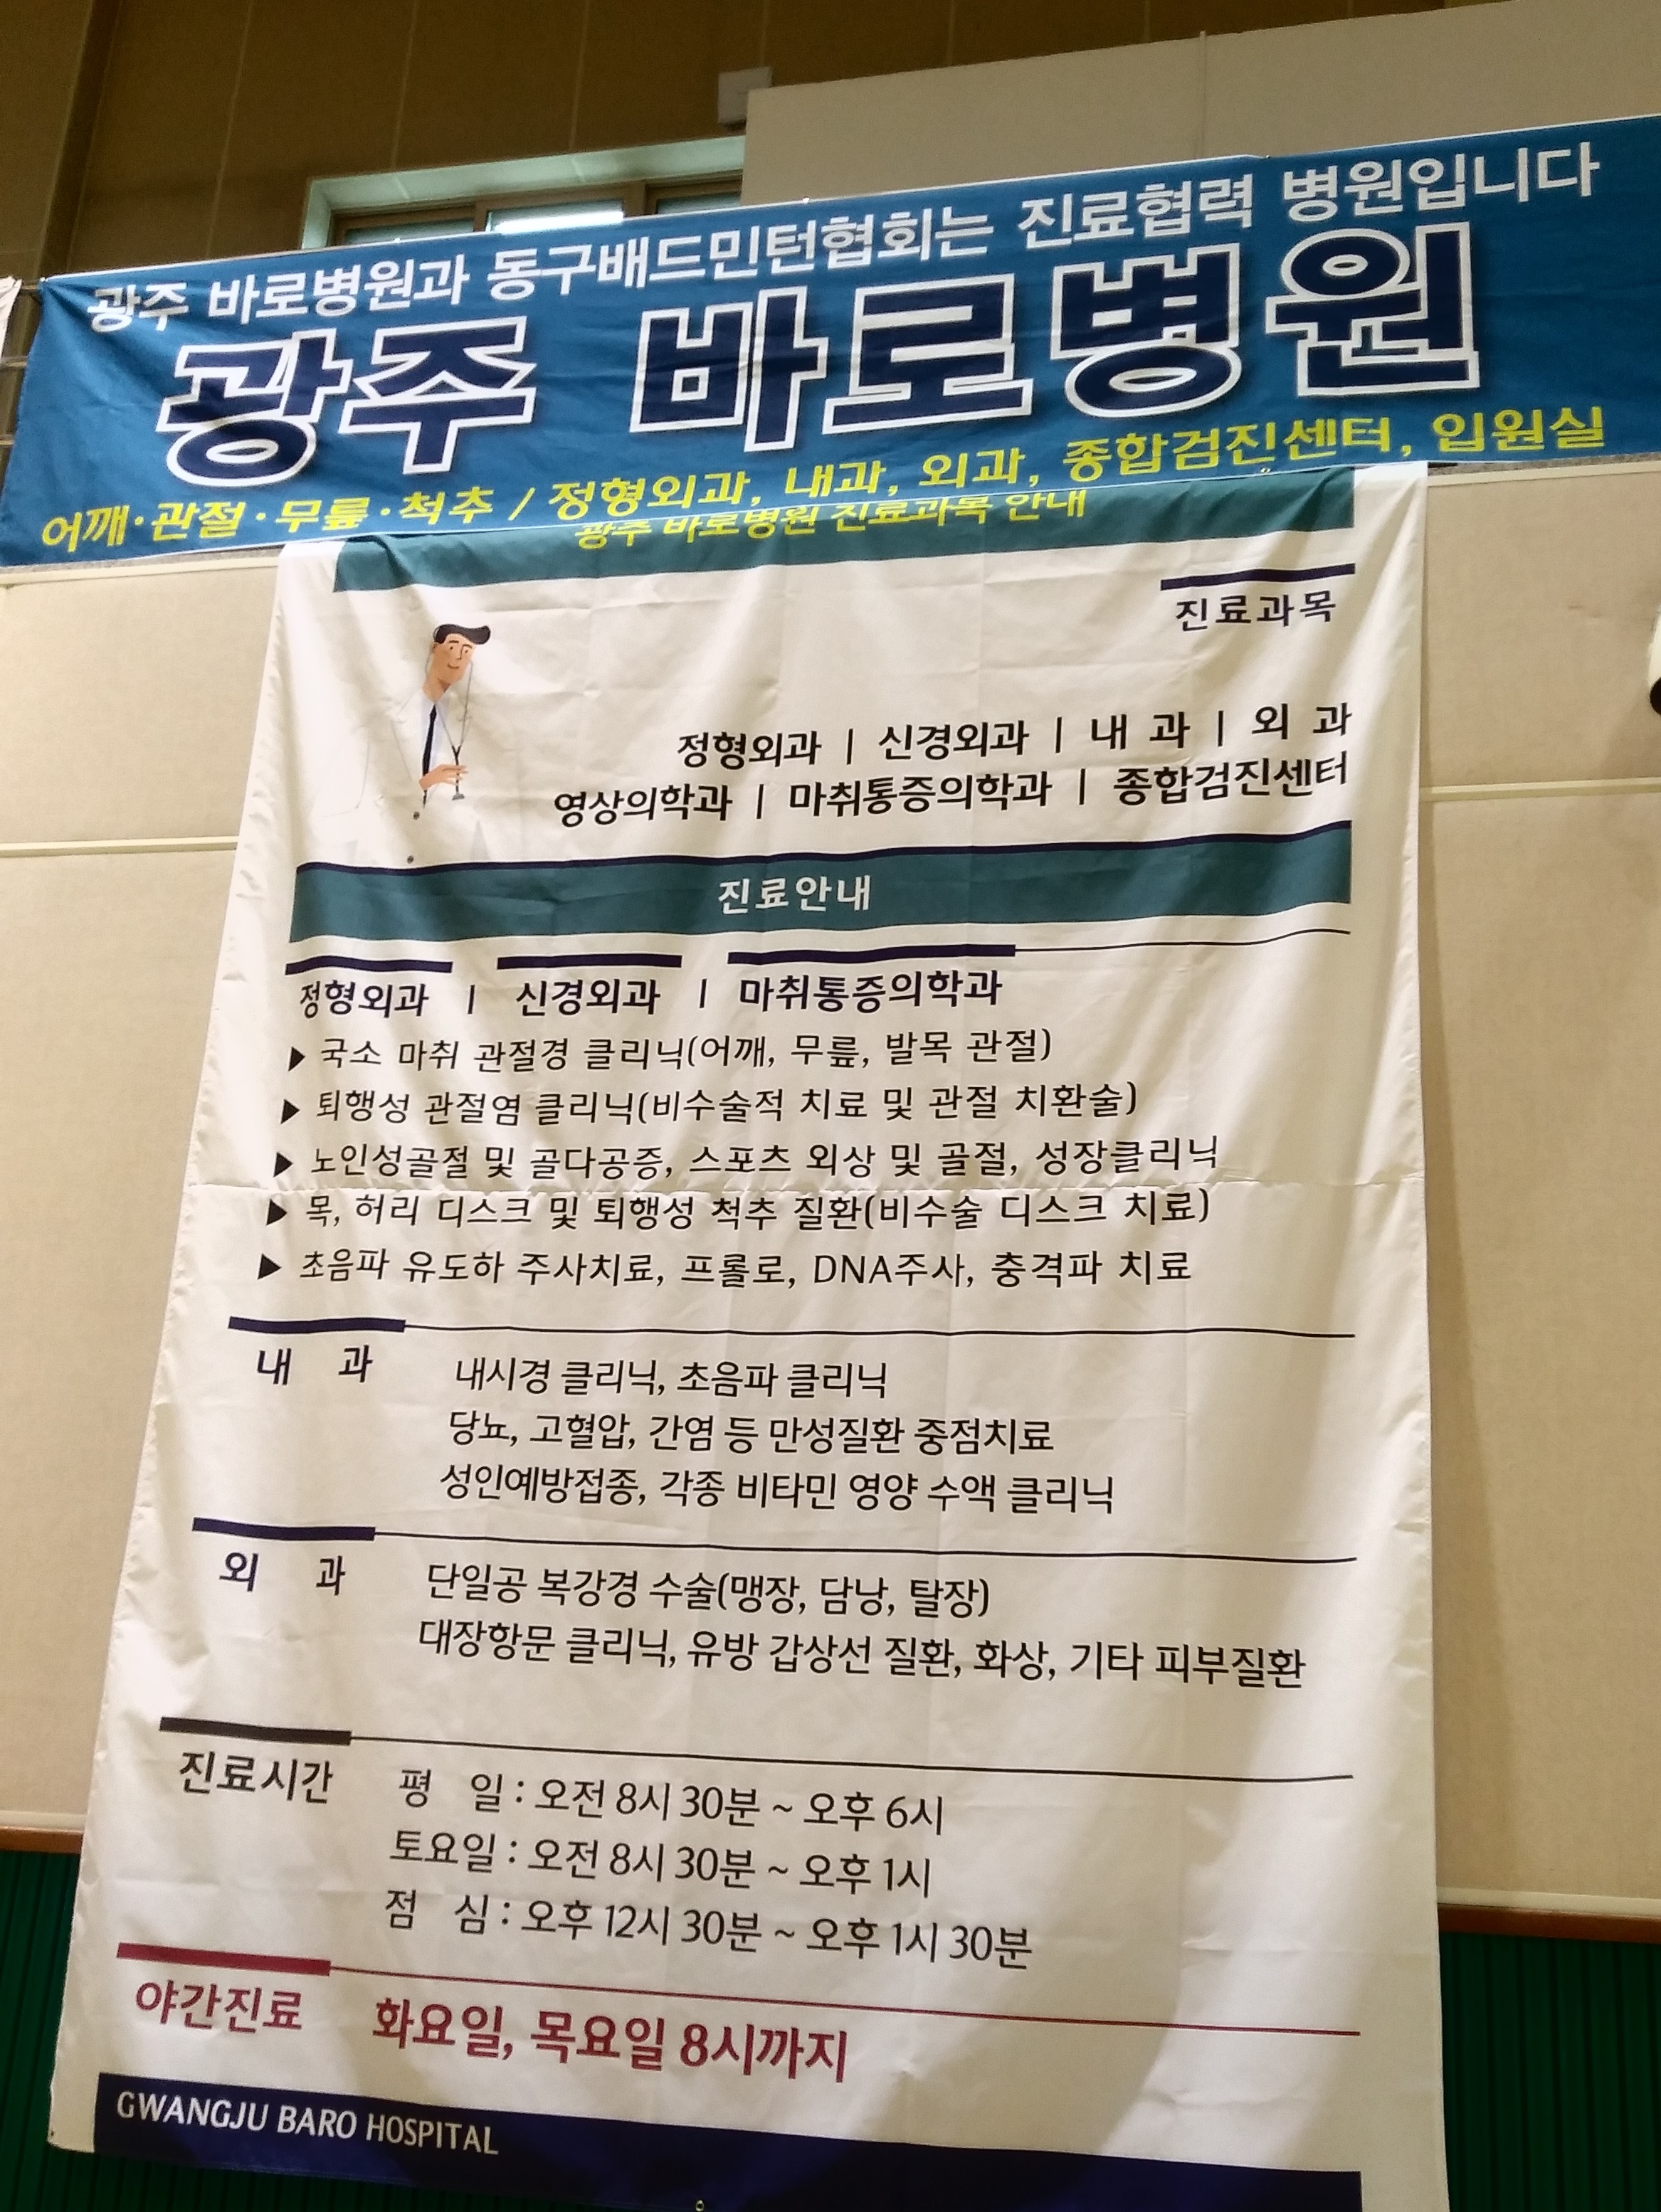 광주 바로병원과 동구배드민턴협회는 진료협력 병원입니다
광주 바로병원
어깨·관절·무릎·척추 / 정형외과, 내과, 외과, 종합검진센터, 입원실
광주 바로병원 진료과목 안내
진료과목
정형외과 | 신경외과 | 내 과 | 외 과
영상의학과 | 마취통증의학과 | 종합검진센터
진료안내
정형외과 | 신경외과 | 마취통증의학과
▶ 국소 마취 관절경 클리닉(어깨, 무릎, 발목 관절)
▶ 퇴행성 관절염 클리닉(비수술적 치료 및 관절 치환술)
▶ 노인성골절 및 골다공증, 스포츠 외상 및 골절, 성장클리닉
▶ 목, 허리 디스크 및 퇴행성 척추 질환(비수술 디스크 치료)
▶ 초음파 유도하 주사치료, 프롤로, DNA주사, 충격파 치료
내 과 내시경 클리닉, 초음파 클리닉
당뇨, 고혈압, 간염 등 만성질환 중점치료
성인예방접종, 각종 비타민 영양 수액 클리닉
외 과 단일공 복강경 수술(맹장, 담낭, 탈장)
대장항문 클리닉, 유방 갑상선 질환, 화상, 기타 피부질환
진료시간 평 일 : 오전 8시 30분 ~ 오후 6시
토요일 : 오전 8시 30분 ~ 오후 1시
점 심 : 오후 12시 30분 ~ 오후 1시 30분
야간진료 화요일, 목요일 8시까지
GWANGJU BARO HOSPITAL